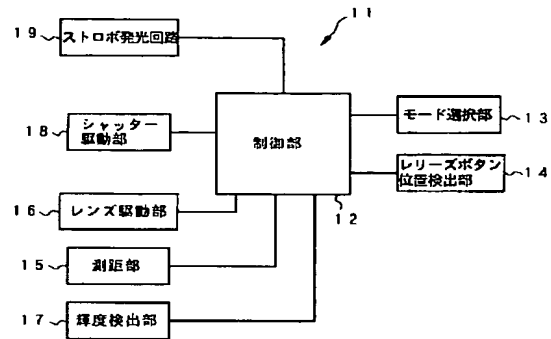 11
19
ストロボ発光回路
18
シャッター
駆動部
制御部
12
モード選択部
13
レリーズボタン
位置検出部
14
16
レンズ駆動部
15
測距部
17
輝度検出部